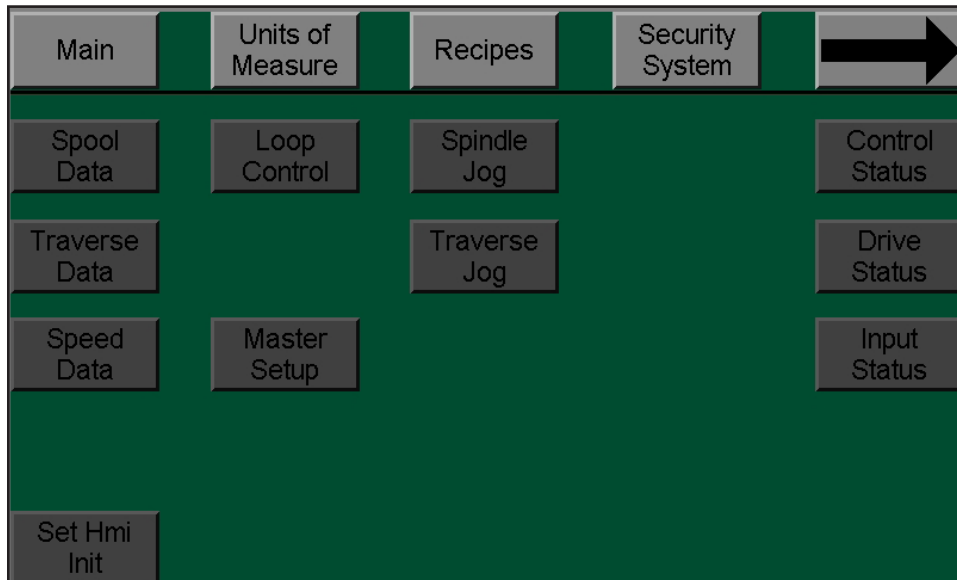 Main
Units of
Measure
Recipes
Security
System
Spool
Data
Loop
Control
Spindle
Jog
Control
Status
Traverse
Data
Traverse
Jog
Drive
Status
Speed
Data
Master
Setup
Input
Status
Set Hmi
Init